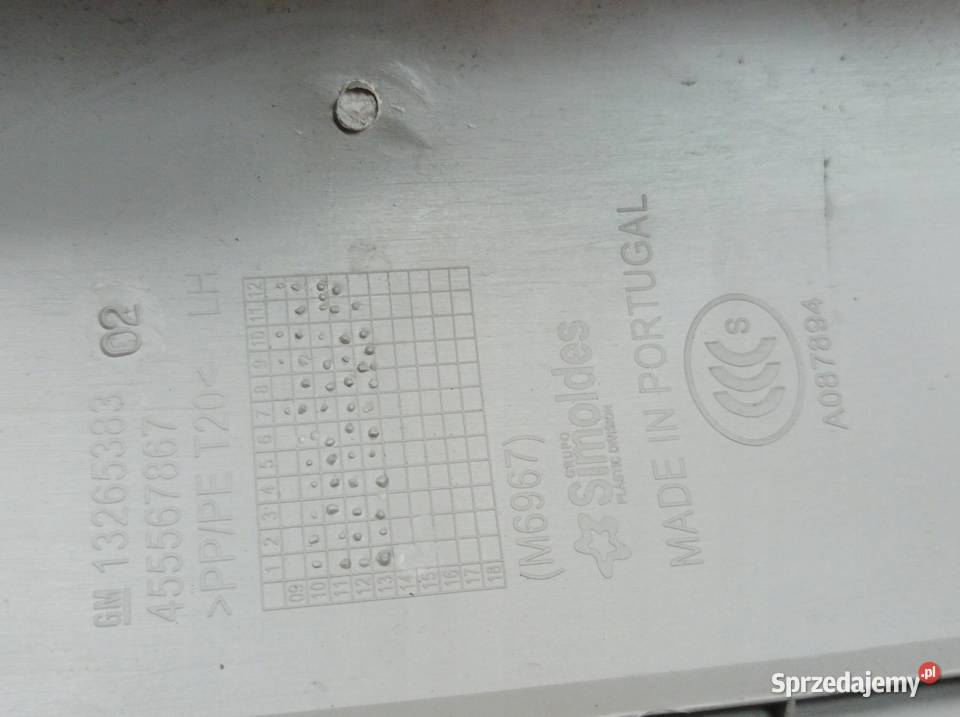 GM 13265383 02
455567867
>PP/PE T20< LH
1 2 3 4 5 6 7 8 9 10 11 12
09
10
11
12
13
14
15
16
17
18
(M6967)
GRUPO
Simoldes
PLASTIC DIVISION
MADE IN PORTUGAL
CCC S
A087894
Sprzedajemy.pl